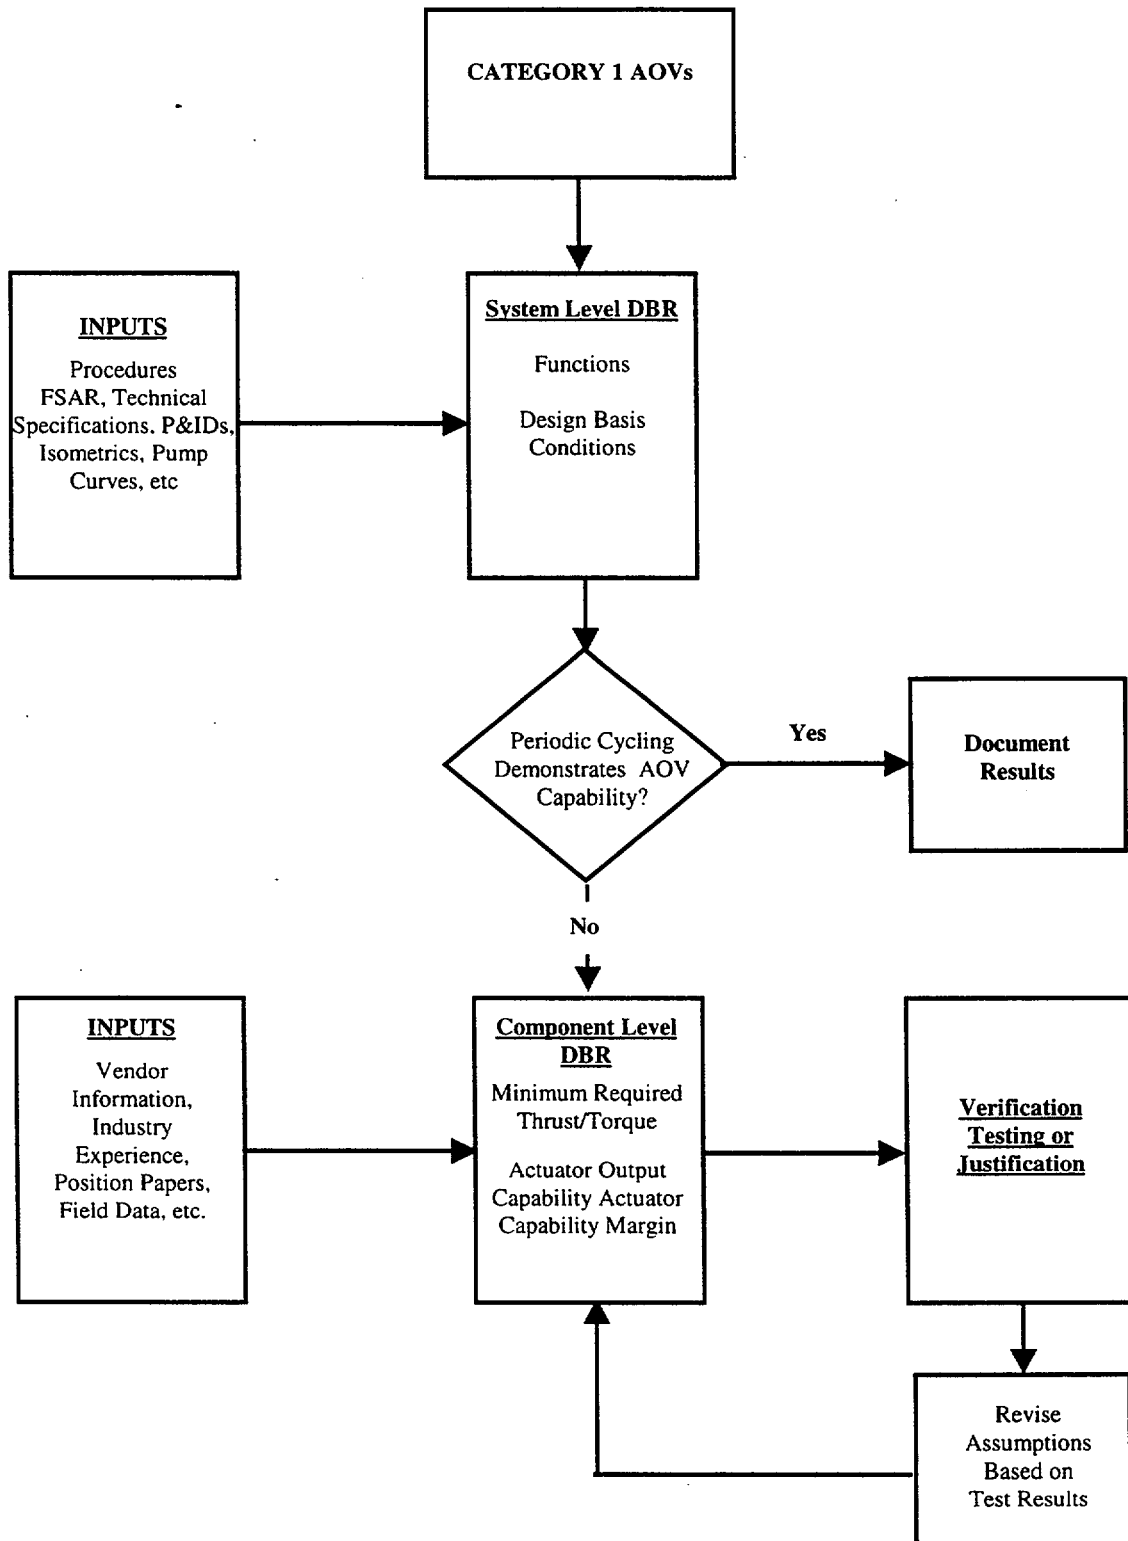 CATEGORY 1 AOVs
INPUTS
Procedures
FSAR, Technical
Specifications. P&IDs,
Isometrics, Pump
Curves, etc
System Level DBR
Functions
Design Basis
Conditions
Periodic Cycling
Demonstrates AOV
Capability?
Yes
Document
Results
No
INPUTS
Vendor
Information,
Industry
Experience,
Position Papers,
Field Data, etc.
Component Level
DBR
Minimum Required
Thrust/Torque
Actuator Output
Capability Actuator
Capability Margin
Verification
Testing or
Justification
Revise
Assumptions
Based on
Test Results